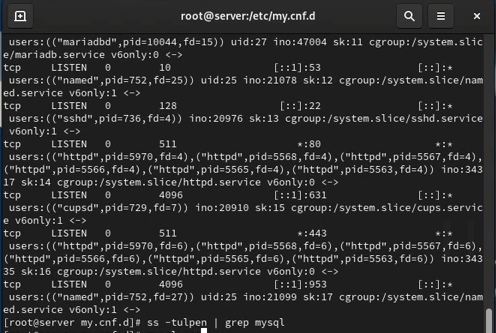 root@server:/etc/my.cnf.d
users:(("mariadbd",pid=10044,fd=15)) uid:27 ino:47004 sk:11 cgroup:/system.slic
e/mariadb.service v6only:0 <->
tcp LISTEN 0 10 [::1]:53 [::]:*
users:(("named",pid=752,fd=25)) uid:25 ino:21078 sk:12 cgroup:/system.slice/nam
ed.service v6only:1 <->
tcp LISTEN 0 128 [::]:22 [::]:*
users:(("sshd",pid=736,fd=4)) ino:20976 sk:13 cgroup:/system.slice/sshd.service
v6only:1 <->
tcp LISTEN 0 511 *:80 *:*
users:(("httpd",pid=5970,fd=4),("httpd",pid=5568,fd=4),("httpd",pid=5567,fd=4),
("httpd",pid=5566,fd=4),("httpd",pid=5565,fd=4),("httpd",pid=5563,fd=4)) ino:343
17 sk:14 cgroup:/system.slice/httpd.service v6only:0 <->
tcp LISTEN 0 4096 [::1]:631 [::]:*
users:(("cupsd",pid=729,fd=7)) ino:20910 sk:15 cgroup:/system.slice/cups.servic
e v6only:1 <->
tcp LISTEN 0 511 *:443 *:*
users:(("httpd",pid=5970,fd=6),("httpd",pid=5568,fd=6),("httpd",pid=5567,fd=6),
("httpd",pid=5566,fd=6),("httpd",pid=5565,fd=6),("httpd",pid=5563,fd=6)) ino:343
35 sk:16 cgroup:/system.slice/httpd.service v6only:0 <->
tcp LISTEN 0 4096 [::1]:953 [::]:*
users:(("named",pid=752,fd=27)) uid:25 ino:21099 sk:17 cgroup:/system.slice/nam
ed.service v6only:1 <->
[root@server my.cnf.d]# ss -tulpen | grep mysql